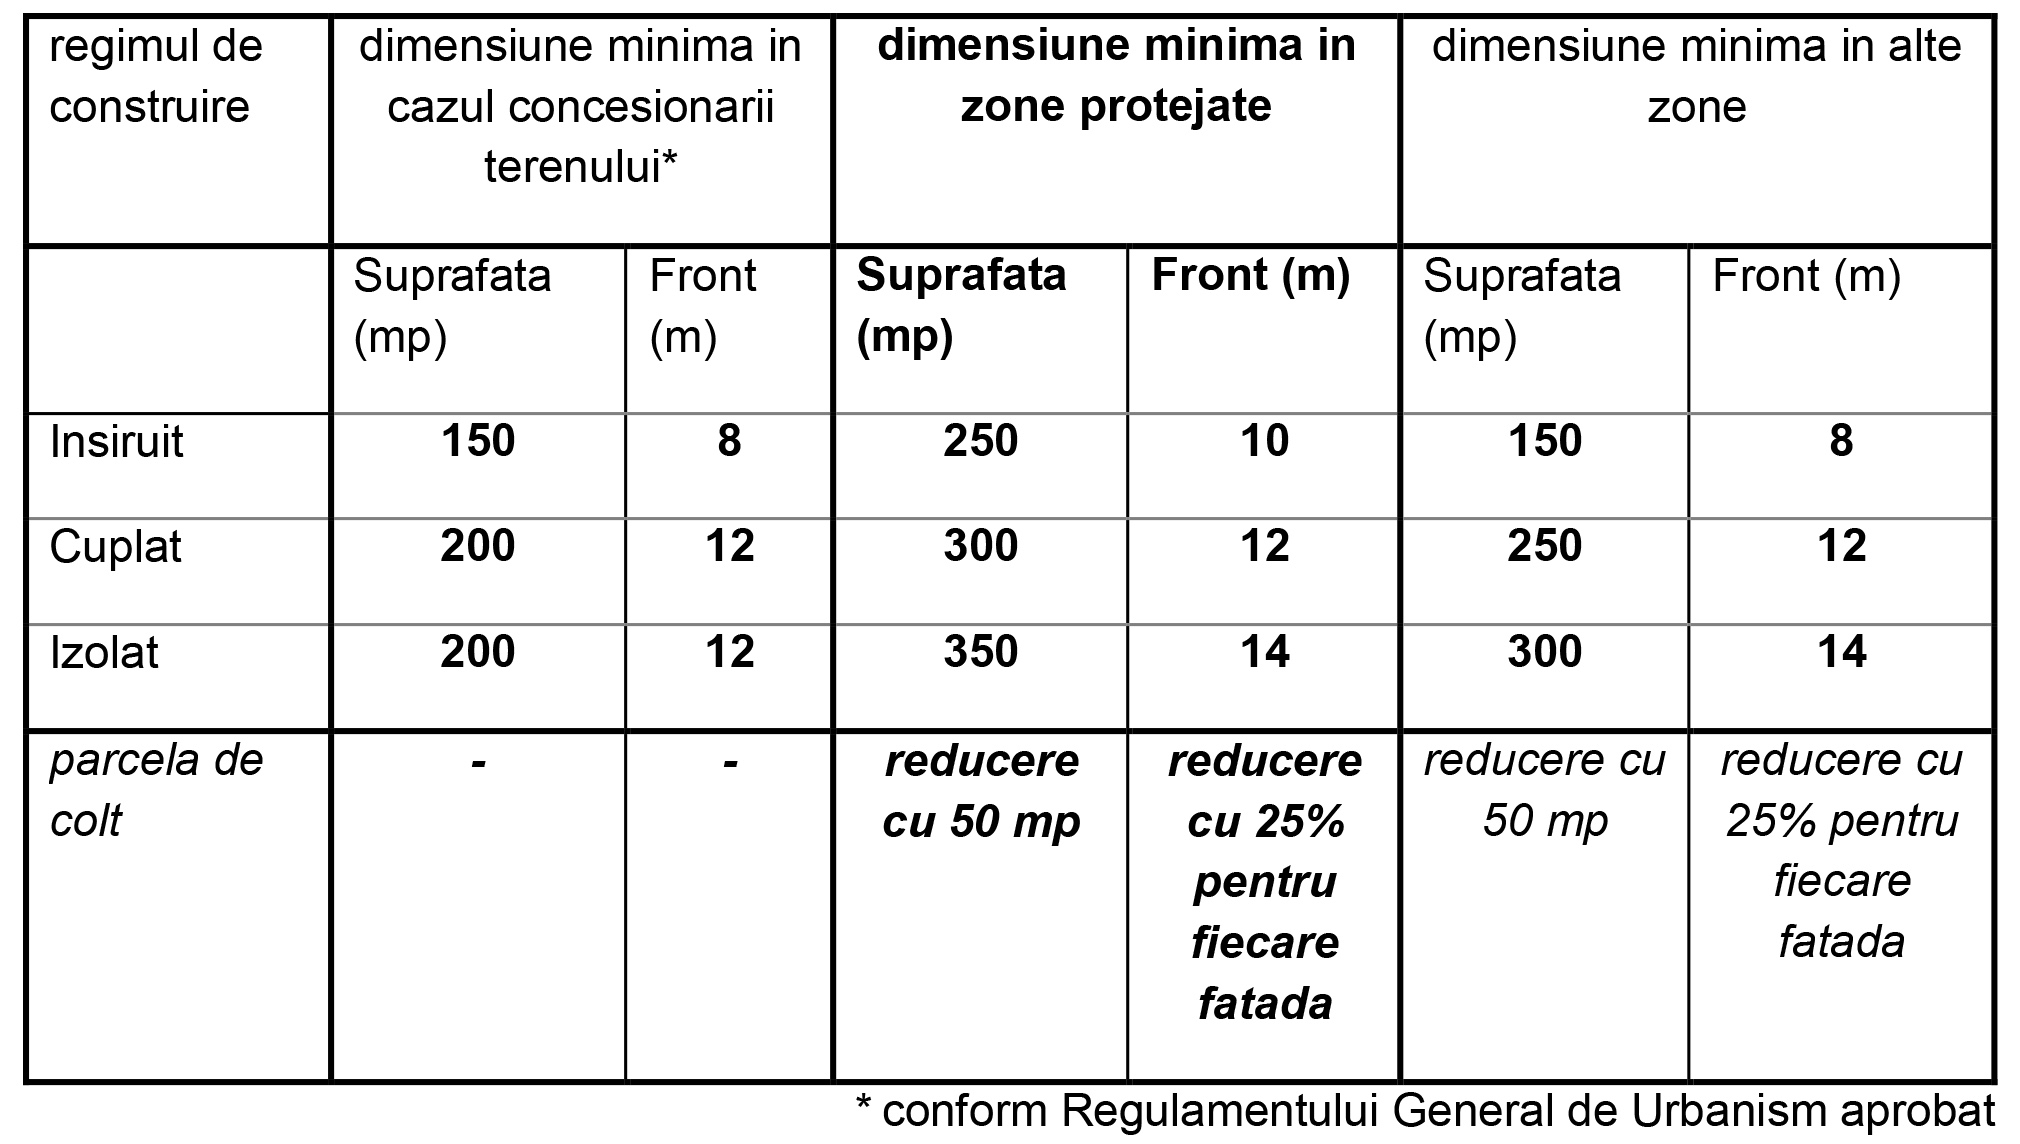 regimul de
construire
dimensiune minima in
cazul concesionarii
terenului*
dimensiune minima in
zone protejate
dimensiune minima in alte
zone
Suprafata
(mp)
Front
(m)
Suprafata
(mp)
Front (m)
Suprafata
(mp)
Front (m)
Insiruit 150 8 250 10 150 8
Cuplat 200 12 300 12 250 12
Izolat 200 12 350 14 300 14
parcela de
colt
-
-
reducere
cu 50 mp
reducere
cu 25%
pentru
fiecare
fatada
reducere cu
50 mp
reducere cu
25% pentru
fiecare
fatada
* conform Regulamentului General de Urbanism aprobat